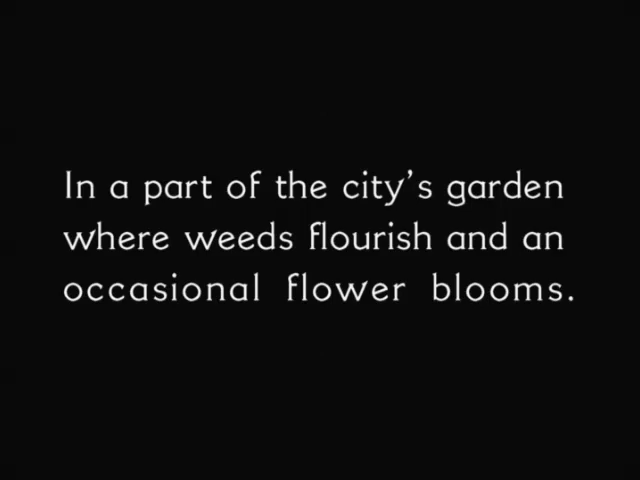 In a part of the city's garden
where weeds flourish and an
occasional flower blooms.